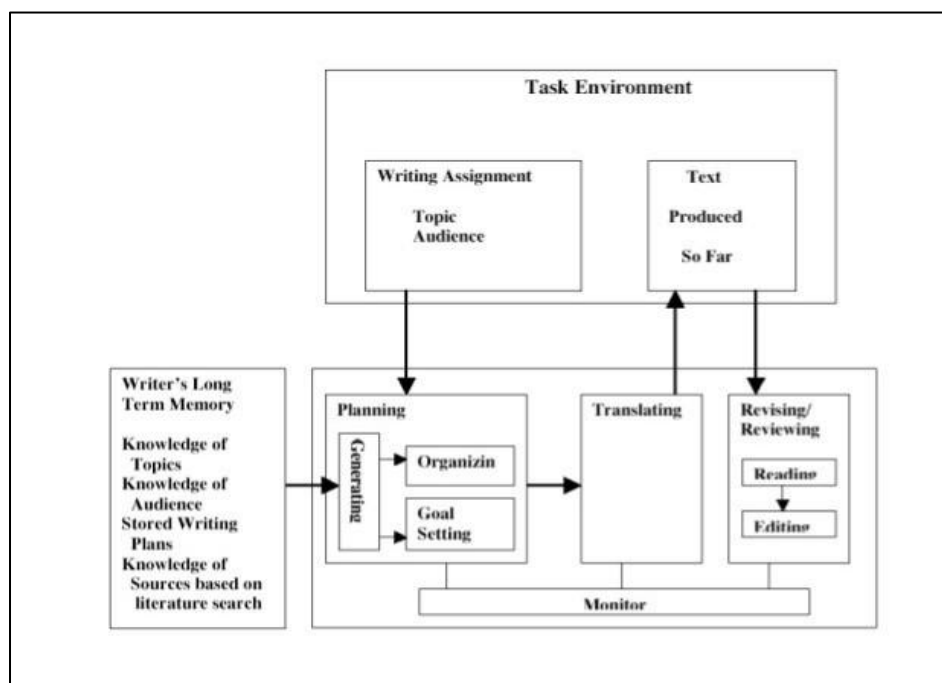 Task Environment
Writing Assignment
Topic
Audience
Text
Produced
So Far
Writer's Long
Term Memory
Knowledge of
Topics
Knowledge of
Audience
Stored Writing
Plans
Knowledge of
Sources based on
literature search
Planning
Generating
Organizin
Goal
Setting
Translating
Revising/
Reviewing
Reading
Editing
Monitor